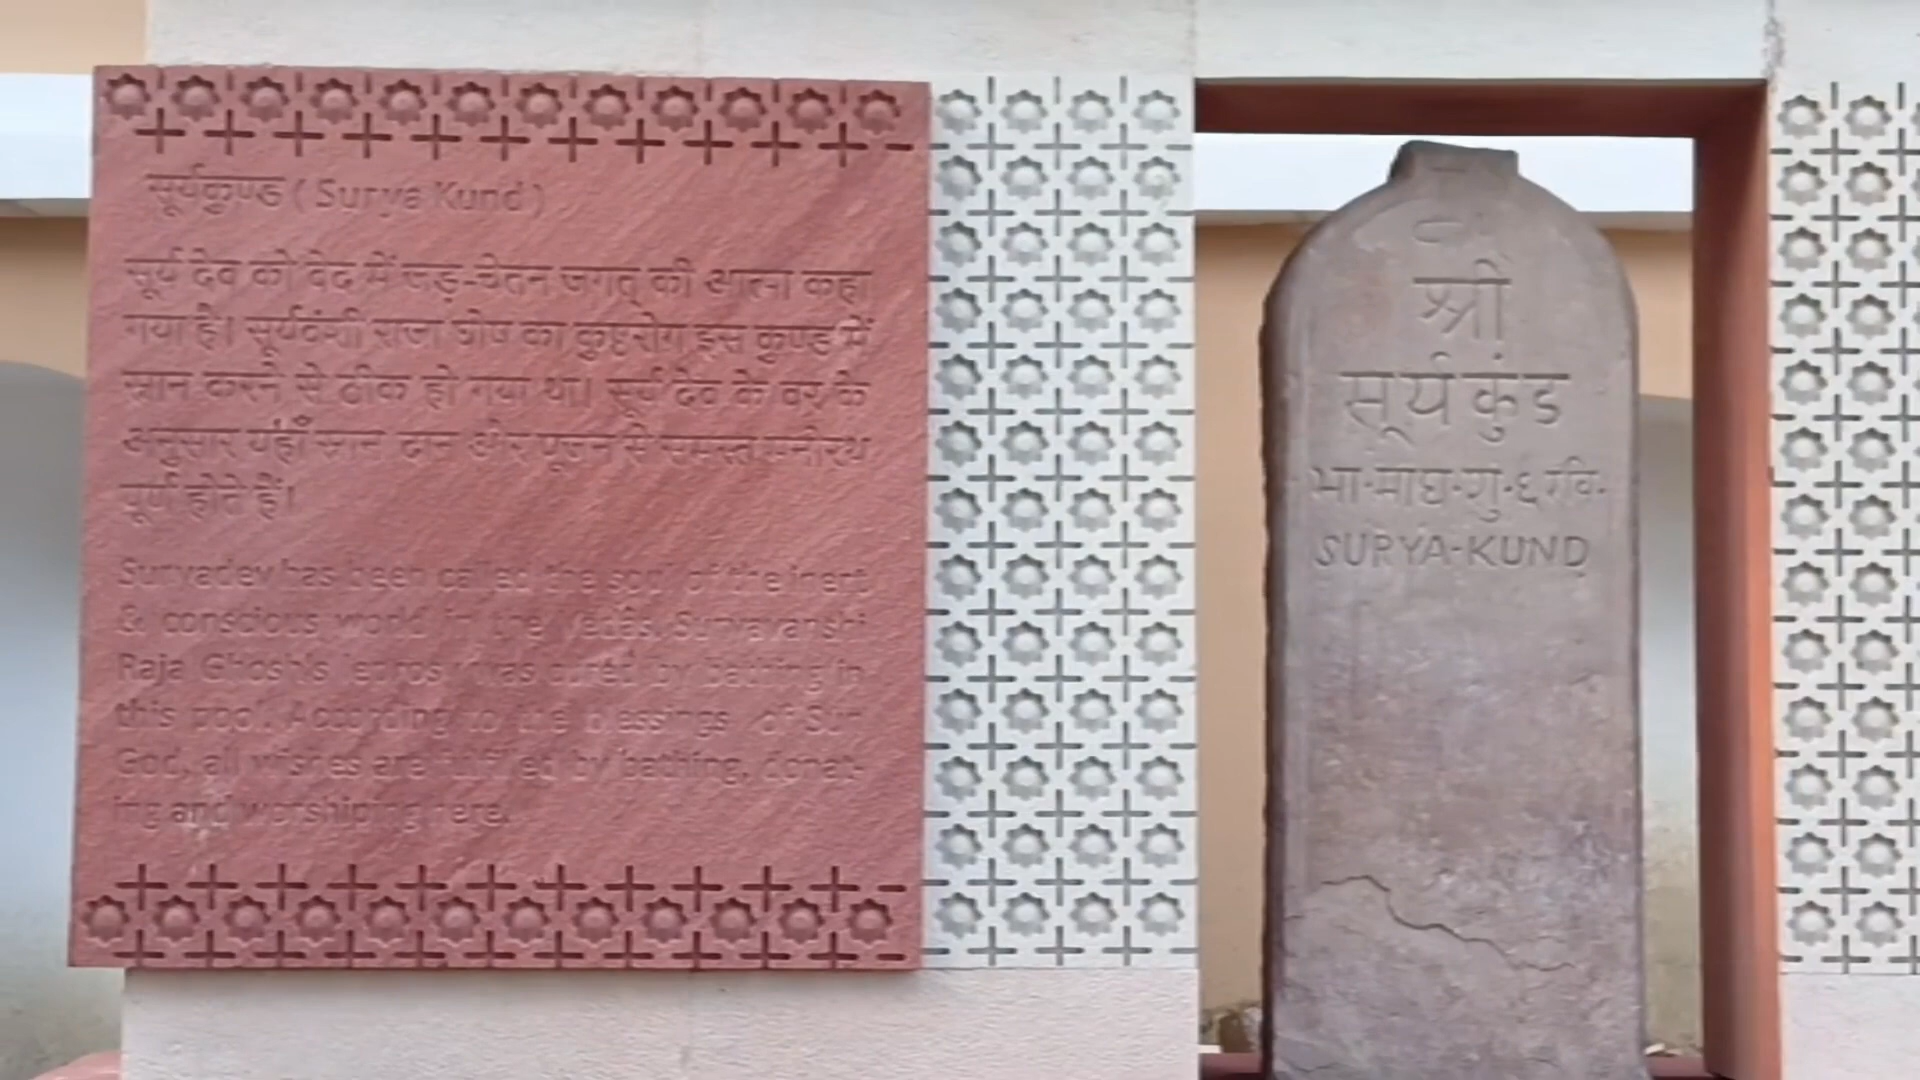 सूर्यकुण्ड ( Surya Kund )
सूर्य देव को वेद में जड़-चेतन जगत् की आत्मा कहा
गया है। सूर्यवंशी राजा घोष का कुष्ठरोग इस कुण्ड में
स्नान करने से ठीक हो गया था। सूर्य देव के वर के
अनुसार यहाँ स्नान दान और पूजन से समस्त मनोरथ
पूर्ण होते हैं।
Suryadev has been called the soul of the inert
& conscious world in the Vedas. Suryavanshi
Raja Ghosh's leprosy was cured by bathing in
this pool. According to the blessings of Sun
God, all wishes are fulfilled by bathing, donat-
ing and worshiping here.
श्री
सूर्य कुंड
भा·माघ·शु·६ रवि·
SURYA-KUND